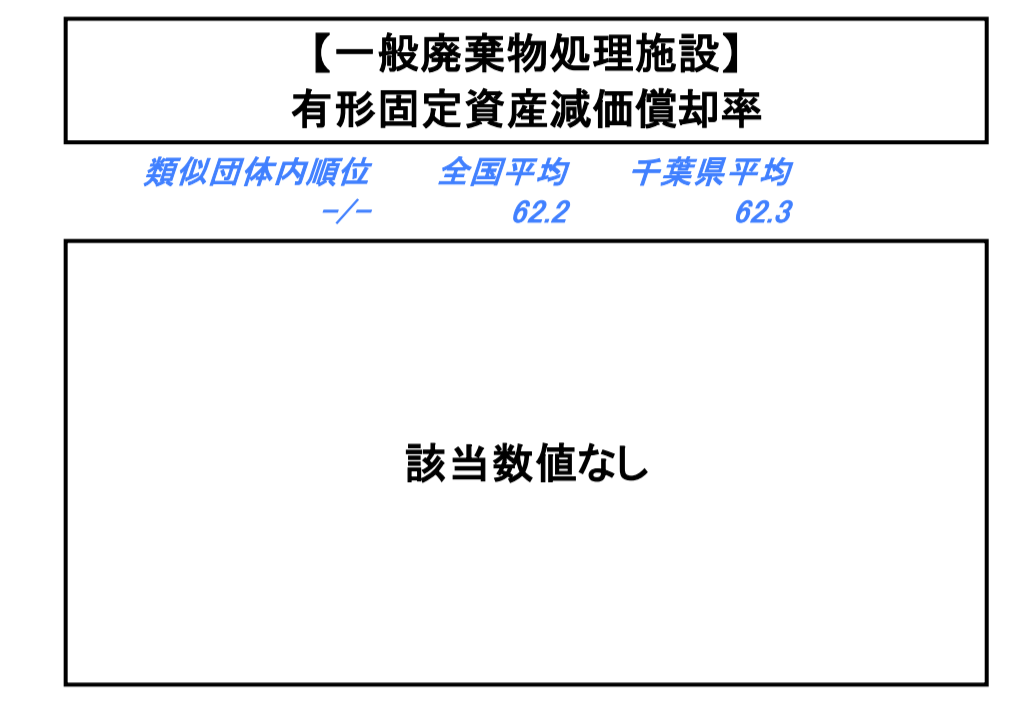 【一般廃棄物処理施設】
有形固定資産減価償却率
類似団体内順位 全国平均 千葉県平均
-/- 62.2 62.3
該当数値なし